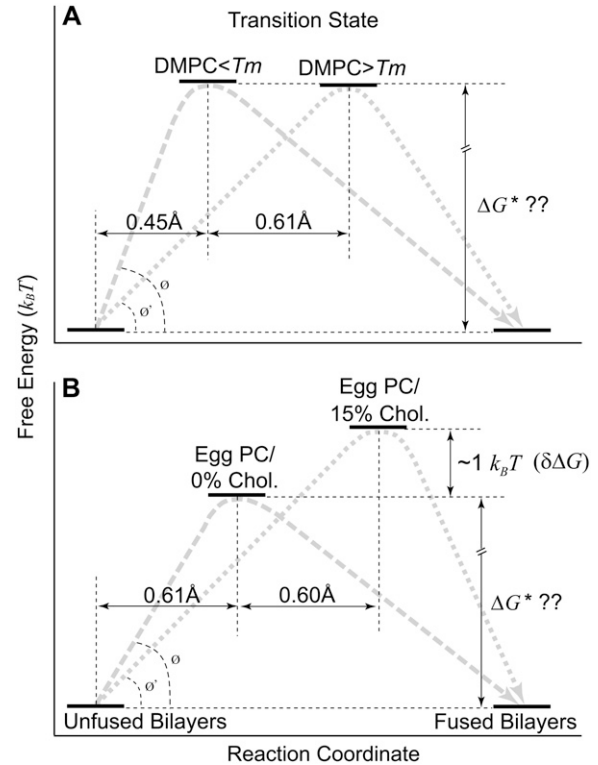 A
Transition State
DMPC<Tm
DMPC>Tm
0.45Å
0.61Å
ΔG* ??
ø
ø*
Free Energy (kBT)
B
Egg PC/
15% Chol.
Egg PC/
0% Chol.
~1 kBT (δΔG)
0.61Å
0.60Å
ΔG* ??
ø
ø*
Unfused Bilayers
Fused Bilayers
Reaction Coordinate